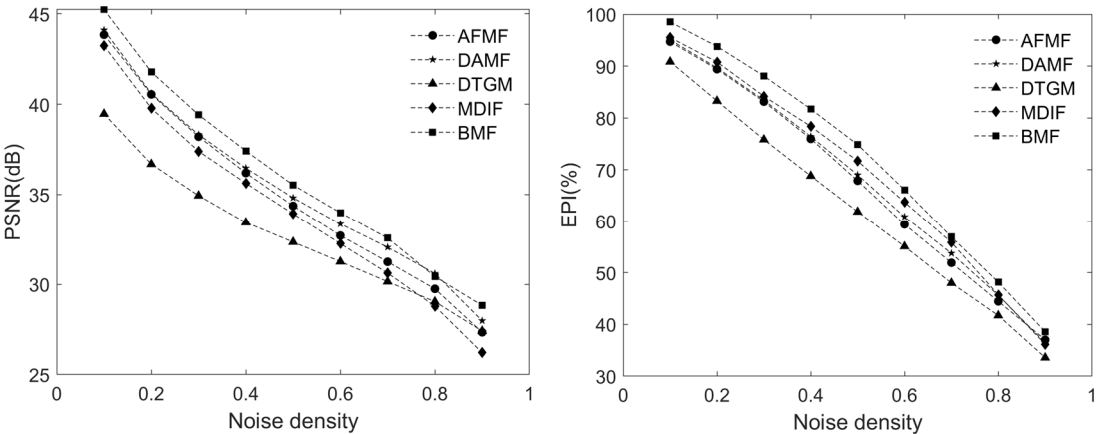 45
40
35
30
25
PSNR(dB)
0
0.2
0.4
0.6
0.8
1
Noise density
AFMF
DAMF
DTGM
MDIF
BMF
100
90
80
70
60
50
40
30
EPI(%)
0
0.2
0.4
0.6
0.8
1
Noise density
AFMF
DAMF
DTGM
MDIF
BMF